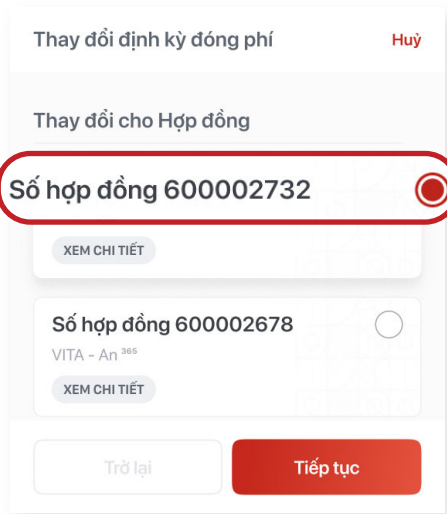 Thay đổi định kỳ đóng phí Huỷ
Thay đổi cho Hợp đồng
Số hợp đồng 600002732
XEM CHI TIẾT
Số hợp đồng 600002678
VITA - An 365
XEM CHI TIẾT
Trở lại Tiếp tục